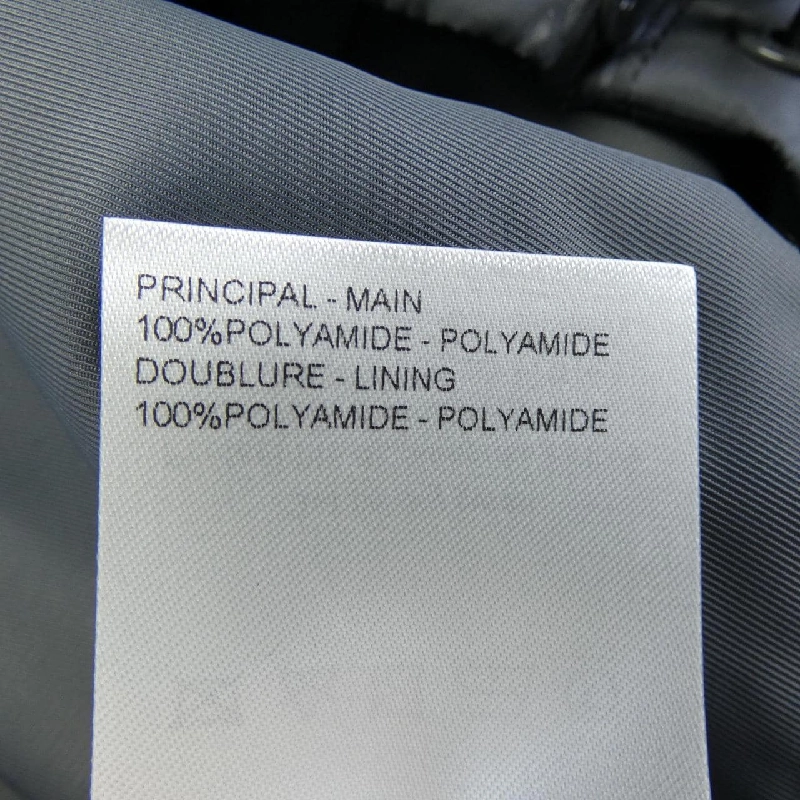 PRINCIPAL - MAIN
100%POLYAMIDE - POLYAMIDE
DOUBLURE - LINING
100%POLYAMIDE - POLYAMIDE